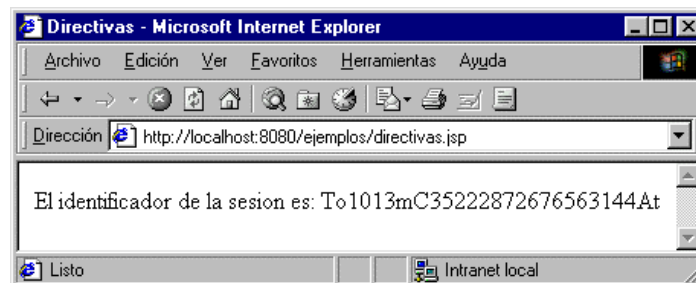 Directivas - Microsoft Internet Explorer
Archivo Edición Ver Favoritos Herramientas Ayuda
Dirección http://localhost:8080/ejemplos/directivas.jsp
El identificador de la sesion es: To1013mC35222872676563144At
Listo Intranet local